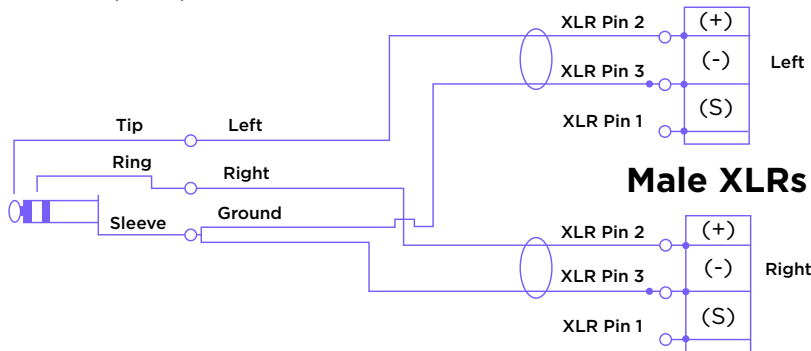 XLR Pin 2
(+)
XLR Pin 3
(-)
Left
(S)
XLR Pin 1
Tip
Left
Ring
Right
Male XLRs
Sleeve
Ground
XLR Pin 2
(+)
XLR Pin 3
(-)
Right
(S)
XLR Pin 1